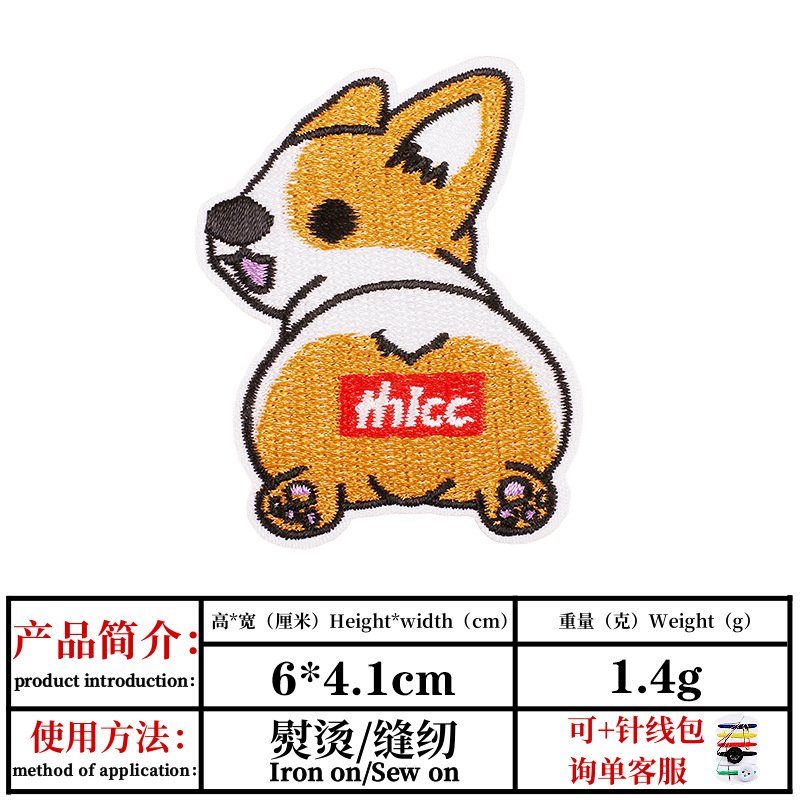 thicc
产品简介：
product introduction：
高*宽（厘米）Height*width（cm）
重量（克）Weight（g）
6*4.1cm
1.4g
使用方法：
method of application：
熨烫/缝纫
Iron on/Sew on
可+针线包
询单客服